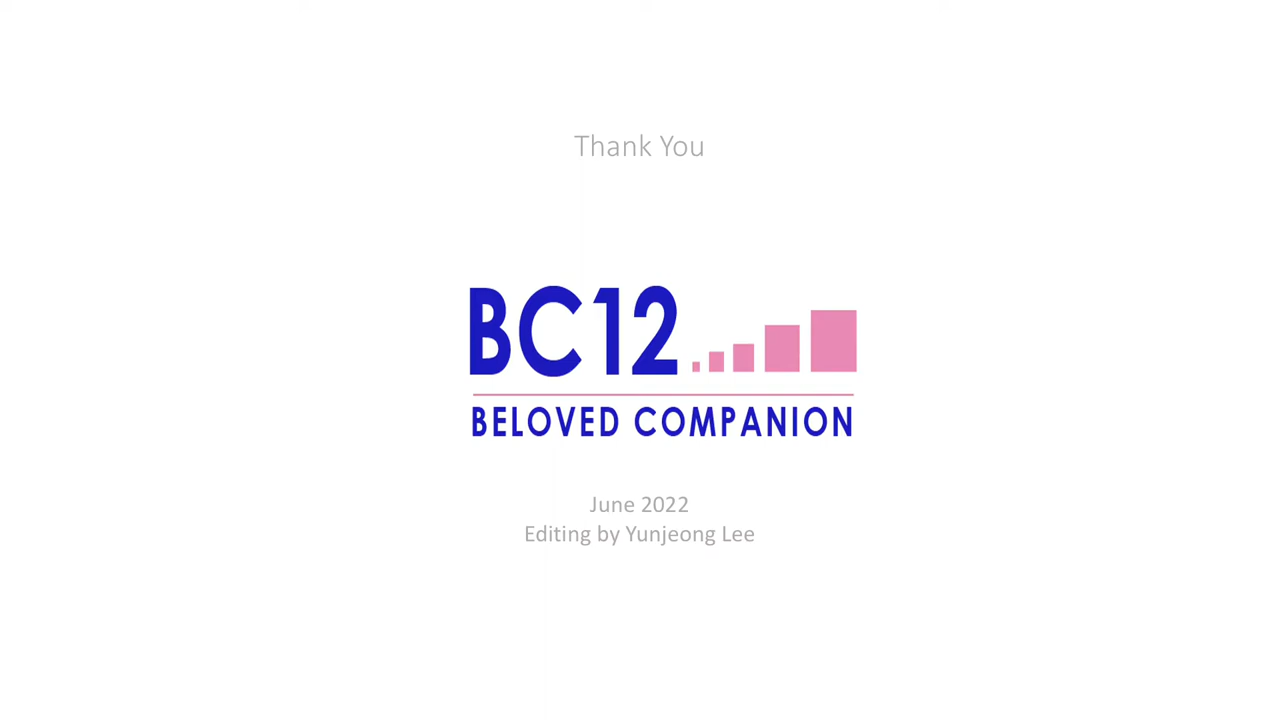 Thank You
BC12
BELOVED COMPANION
June 2022
Editing by Yunjeong Lee